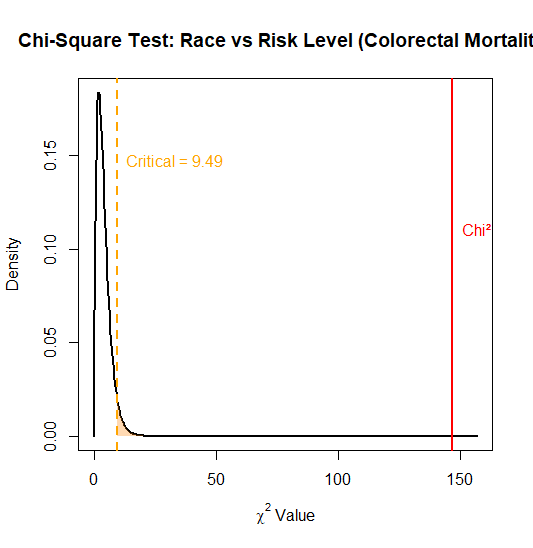 Chi-Square Test: Race vs Risk Level (Colorectal Mortalit
Critical = 9.49
Chi²
Density
0.00
0.05
0.10
0.15
0
50
100
150
χ² Value